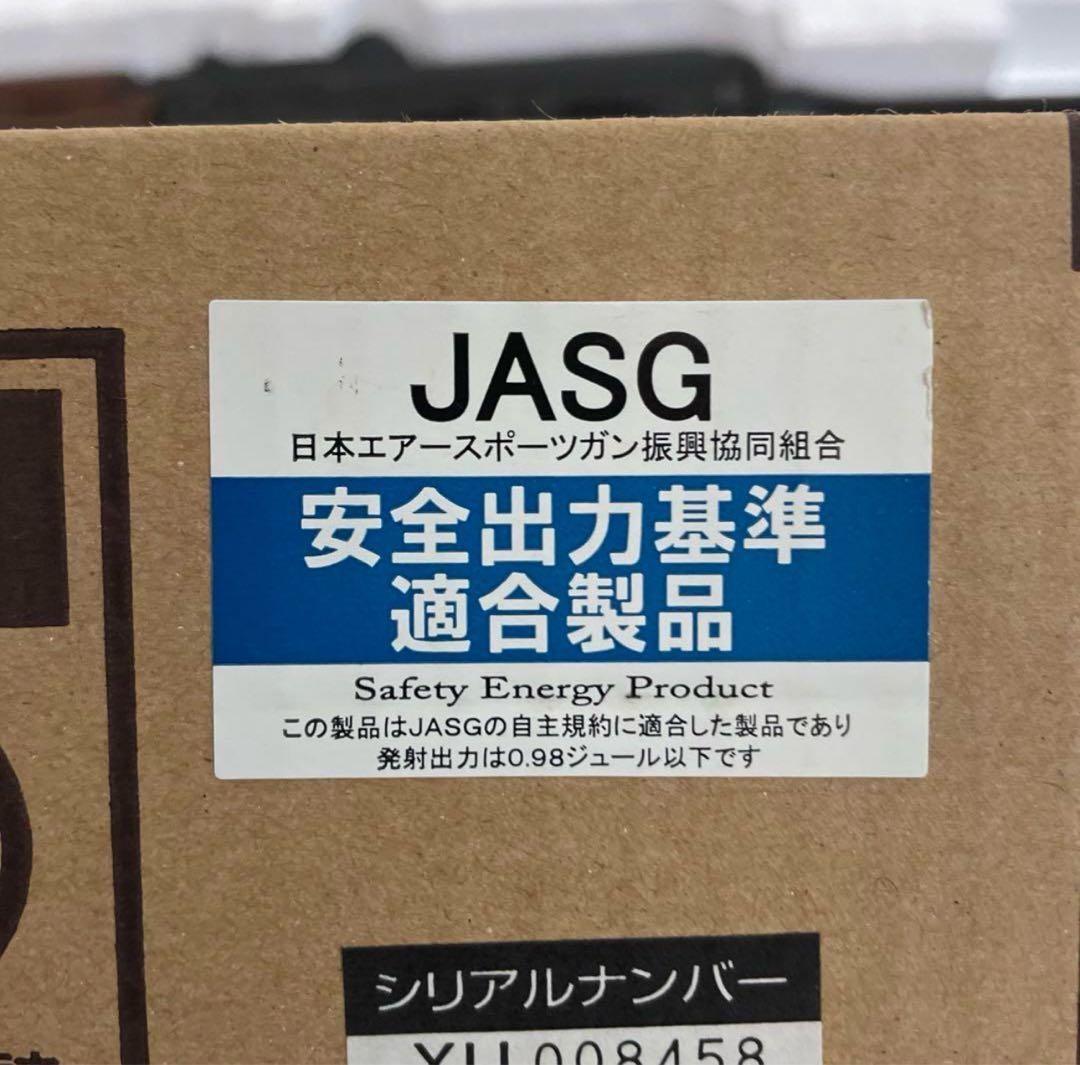 JASG
日本エアースポーツガン振興協同組合
安全出力基準
適合製品
Safety Energy Product
この製品はJASGの自主規約に適合した製品であり
発射出力は0.98ジュール以下です
シリアルナンバー
XU008458